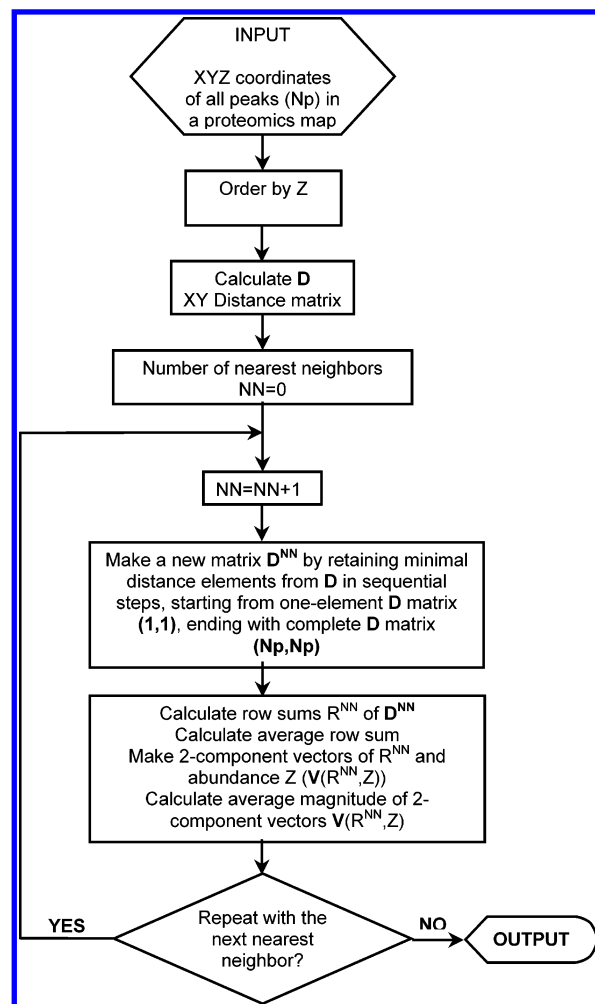 INPUT
XYZ coordinates
of all peaks (Np) in
a proteomics map
Order by Z
Calculate D
XY Distance matrix
Number of nearest neighbors
NN=0
NN=NN+1
Make a new matrix D^NN by retaining minimal
distance elements from D in sequential
steps, starting from one-element D matrix
(1,1), ending with complete D matrix
(Np,Np)
Calculate row sums R^NN of D^NN
Calculate average row sum
Make 2-component vectors of R^NN and
abundance Z (V(R^NN,Z))
Calculate average magnitude of 2-
component vectors V(R^NN,Z)
YES
Repeat with the
next nearest
neighbor?
NO
OUTPUT